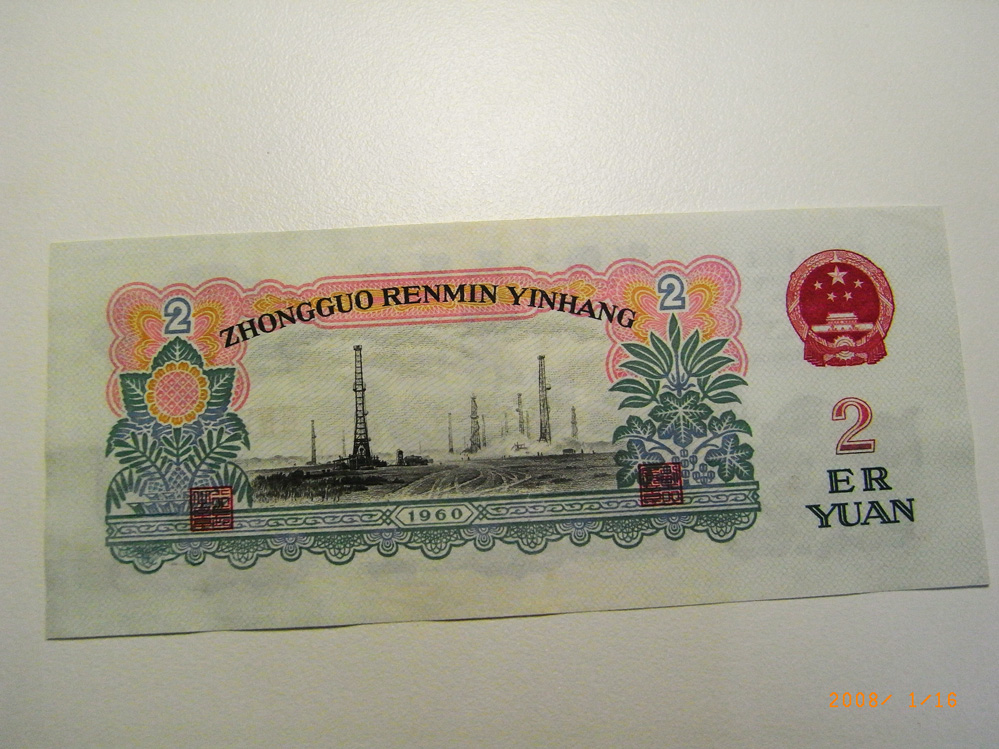 2
2
ZHONGGUO RENMIN YINHANG
2
ER
YUAN
1960
2008/ 1/16